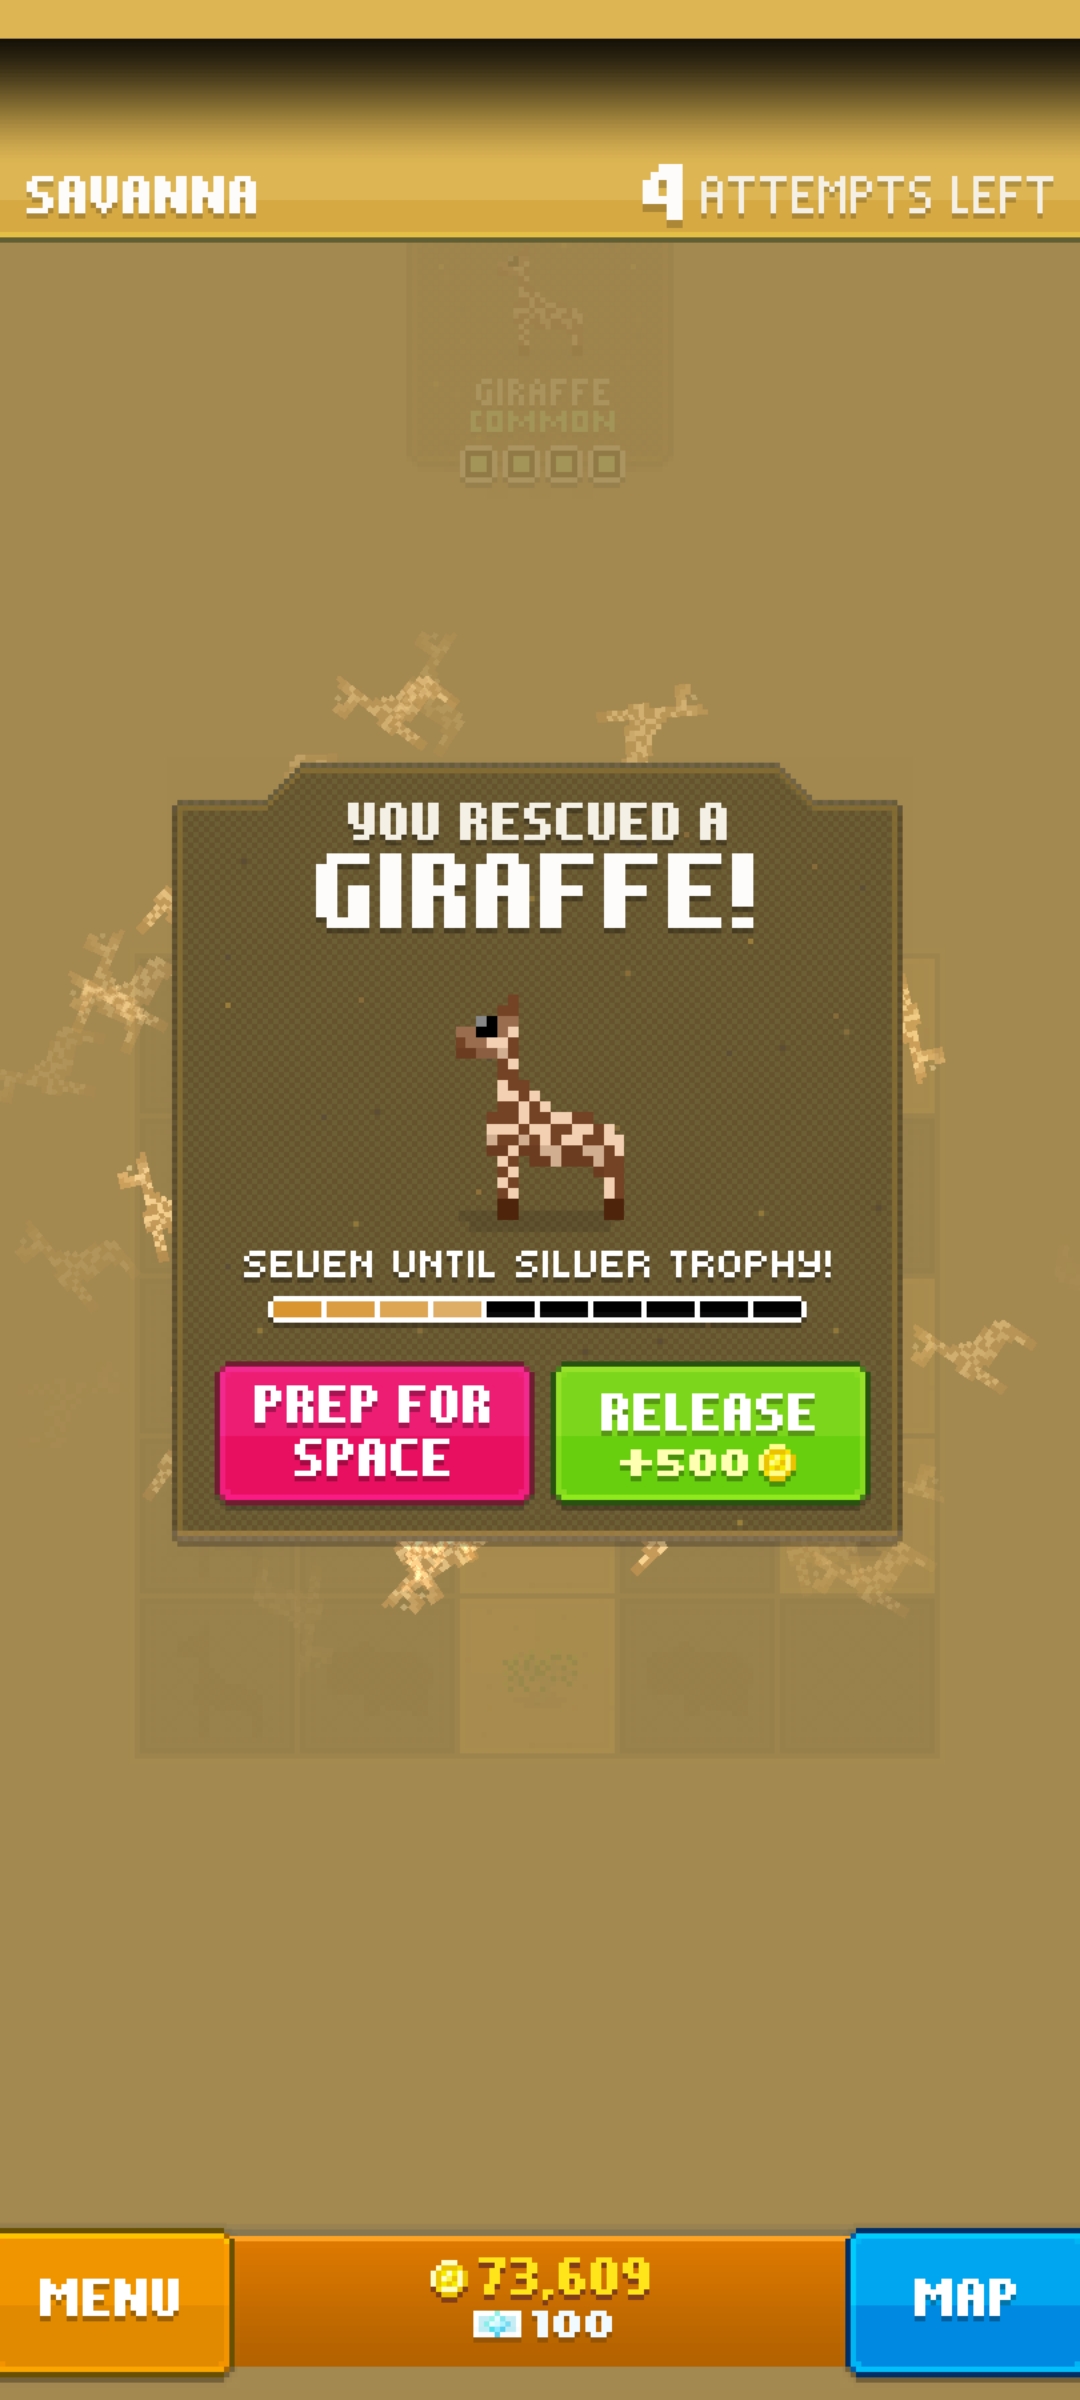 SAVANNA
9 ATTEMPTS LEFT
GIRAFFE
COMMON
YOU RESCUED A
GIRAFFE!
SEVEN UNTIL SILVER TROPHY!
PREP FOR
SPACE
RELEASE
+500
MENU
73,609
100
MAP